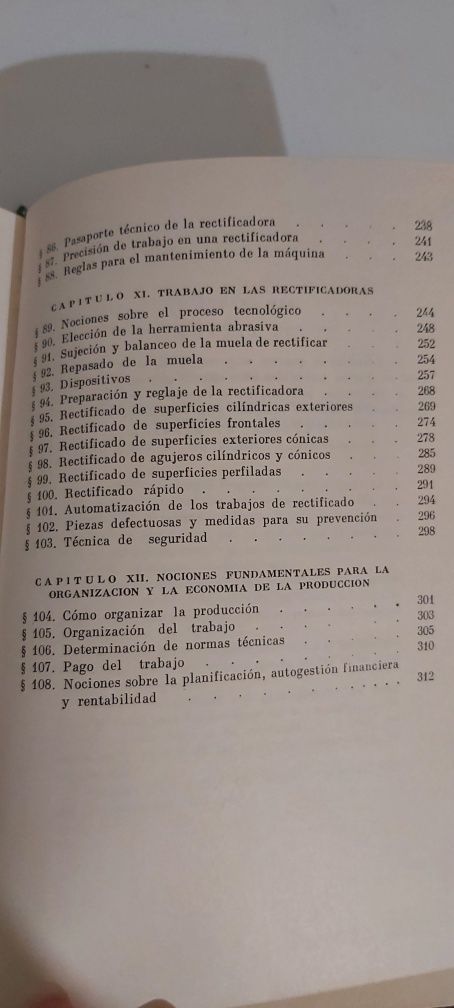 § 86. Pasaporte técnico de la rectificadora . . . . . 238
§ 87. Precisión de trabajo en una rectificadora . . . . 241
§ 88. Reglas para el mantenimiento de la máquina . . . 243
CAPITULO XI. TRABAJO EN LAS RECTIFICADORAS
§ 89. Nociones sobre el proceso tecnológico . . . . 244
§ 90. Elección de la herramienta abrasiva . . . . . 248
§ 91. Sujeción y balanceo de la muela de rectificar . . 252
§ 92. Repasado de la muela . . . . . . . 254
§ 93. Dispositivos . . . . . . . . . 257
§ 94. Preparación y reglaje de la rectificadora . . . 268
§ 95. Rectificado de superficies cilíndricas exteriores . . 269
§ 96. Rectificado de superficies frontales . . . . . 274
§ 97. Rectificado de superficies exteriores cónicas . . . 278
§ 98. Rectificado de agujeros cilíndricos y cónicos . . . 285
§ 99. Rectificado de superficies perfiladas . . . . . 289
§ 100. Rectificado rápido . . . . . . . . 291
§ 101. Automatización de los trabajos de rectificado . . 294
§ 102. Piezas defectuosas y medidas para su prevención . 296
§ 103. Técnica de seguridad . . . . . . . 298
CAPITULO XII. NOCIONES FUNDAMENTALES PARA LA
ORGANIZACION Y LA ECONOMIA DE LA PRODUCCION
§ 104. Cómo organizar la producción . . . . . . 301
§ 105. Organización del trabajo . . . . . . . 303
§ 106. Determinación de normas técnicas . . . . . 305
§ 107. Pago del trabajo . . . . . . . . 310
§ 108. Nociones sobre la planificación, autogestión financiera
y rentabilidad . . . . . . . . . 312